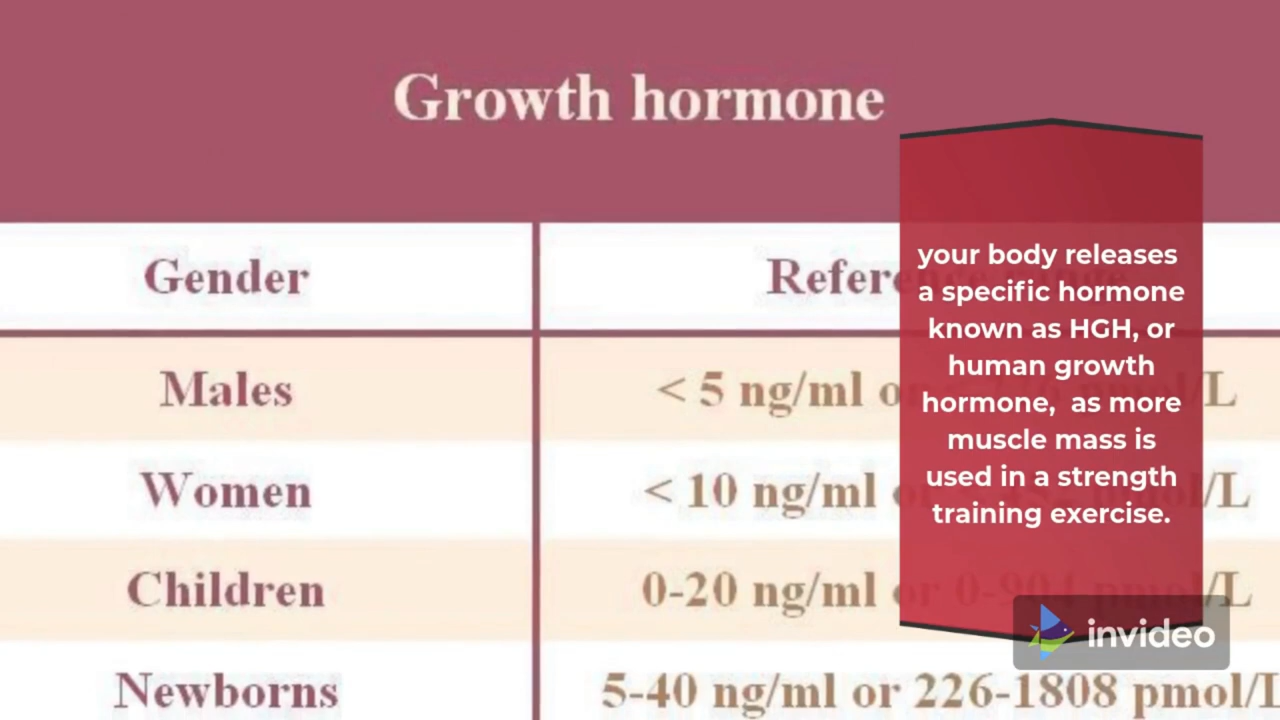 Growth hormone
Gender
Males
< 5 ng/ml
Women
< 10 ng/ml
Children
0-20 ng/ml or
Newborns
5-40 ng/ml or 226-1808
your body releases
a specific hormone
known as HGH, or
human growth
hormone, as more
muscle mass is
used in a strength
training exercise.
invideo